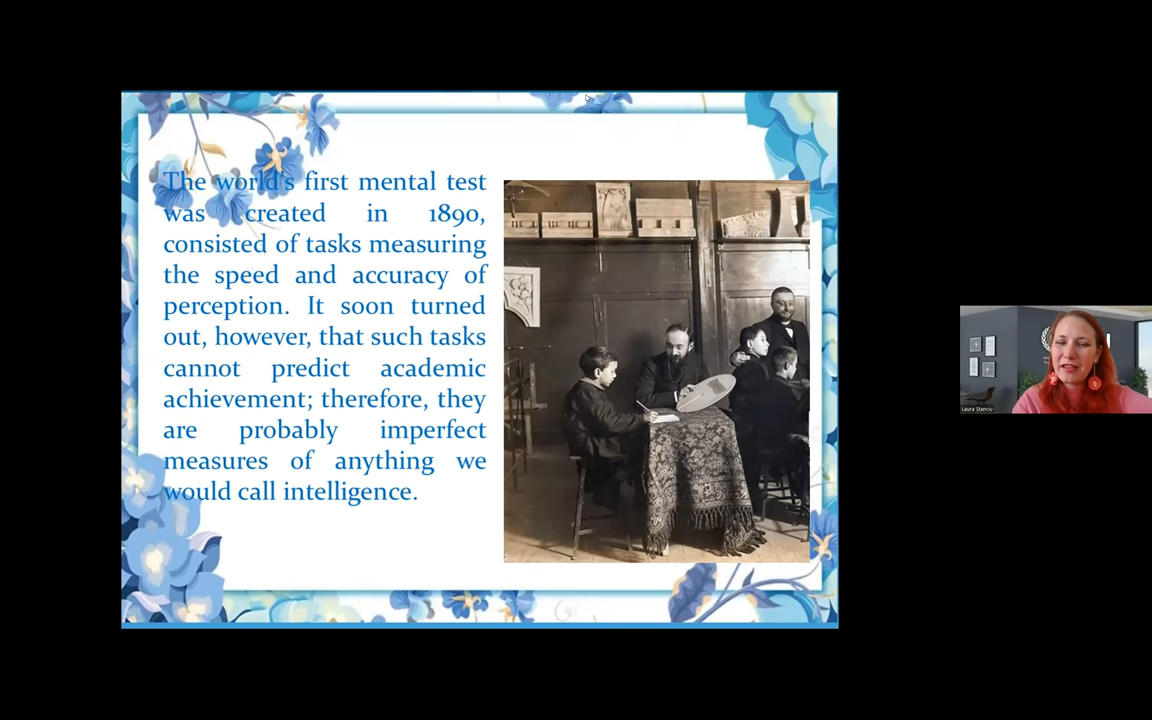 The world's first mental test
was created in 1890,
consisted of tasks measuring
the speed and accuracy of
perception. It soon turned
out, however, that such tasks
cannot predict academic
achievement; therefore, they
are probably imperfect
measures of anything we
would call intelligence.
Laura Stanciu